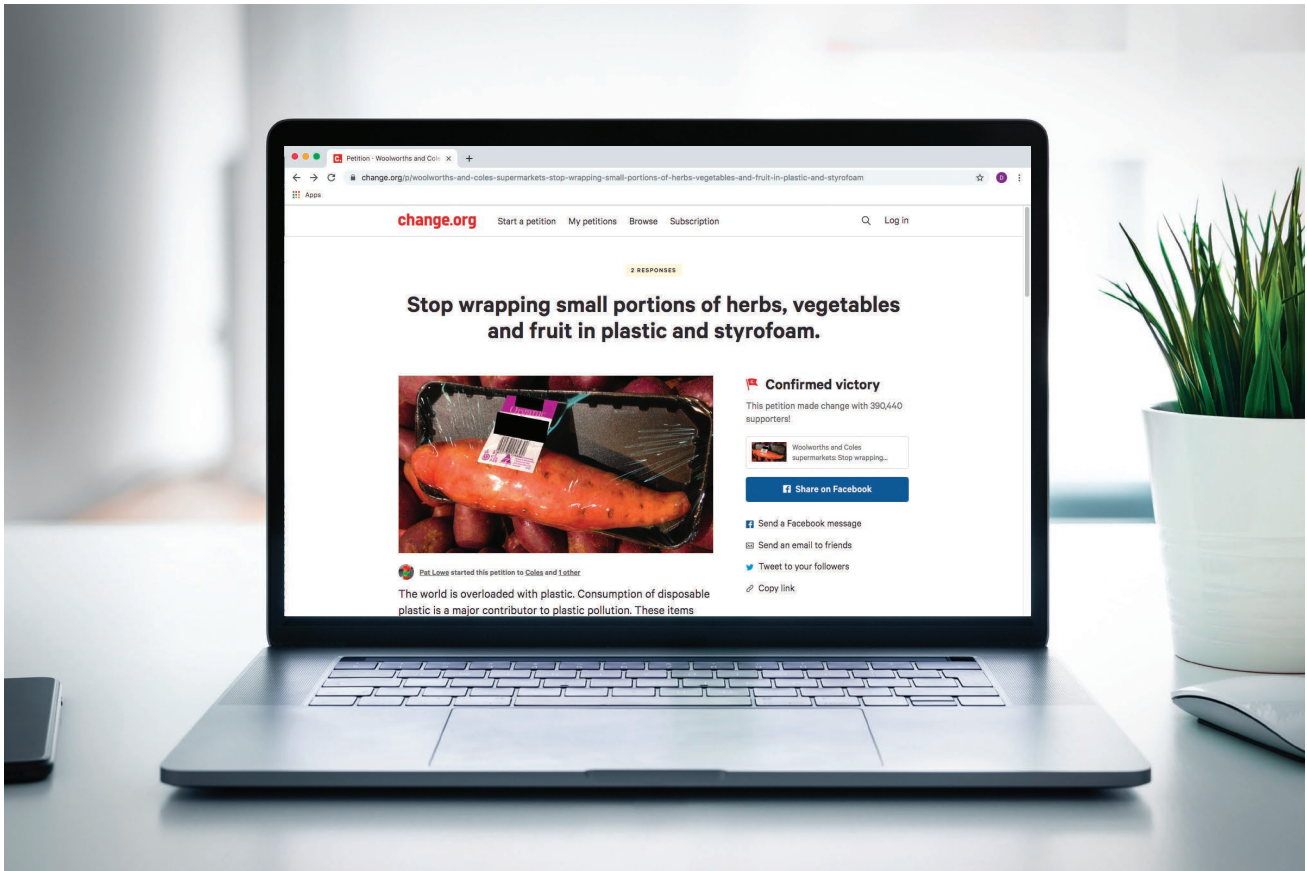 Petition · Woolworths and Col
change.org/p/woolworths-and-coles-supermarkets-stop-wrapping-small-portions-of-herbs-vegetables-and-fruit-in-plastic-and-styrofoam
D
Apps
change.org
Start a petition
My petitions
Browse
Subscription
Log in
2 RESPONSES
Stop wrapping small portions of herbs, vegetables
and fruit in plastic and styrofoam.
Confirmed victory
This petition made change with 390,440
supporters!
Woolworths and Coles
supermarkets: Stop wrapping...
Share on Facebook
Send a Facebook message
Send an email to friends
Tweet to your followers
Copy link
Pat Lowe started this petition to Coles and 1 other
The world is overloaded with plastic. Consumption of disposable
plastic is a major contributor to plastic pollution. These items